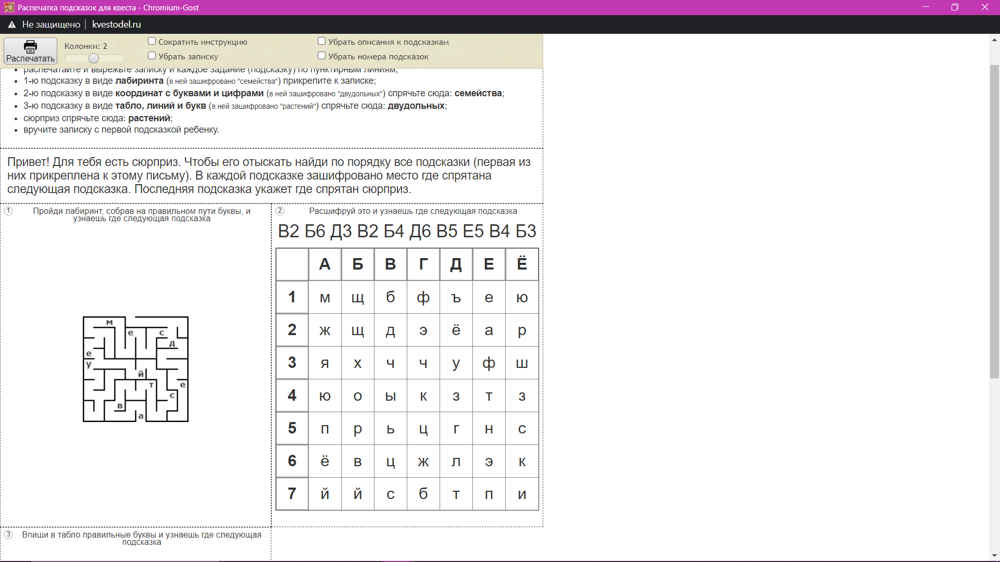 Распечатка подсказок для квеста - Chromium-Gost
Не защищено
kvestodel.ru
Распечатать
Колонки: 2
Сократить инструкцию
Убрать записку
Убрать описания к подсказкам
Убрать номера подсказок
распечатайте и вырежьте записку и каждое задание (подсказку) по пунктирным линиям;
1-ю подсказку в виде лабиринта (в ней зашифровано "семейства") прикрепите к записке;
2-ю подсказку в виде координат с буквами и цифрами (в ней зашифровано "двудольных") спрячьте сюда: семейства;
3-ю подсказку в виде табло, линий и букв (в ней зашифровано "растений") спрячьте сюда: двудольных;
сюрприз спрячьте сюда: растений;
вручите записку с первой подсказкой ребенку.
Привет! Для тебя есть сюрприз. Чтобы его отыскать найди по порядку все подсказки (первая из
них прикреплена к этому письму). В каждой подсказке зашифровано место где спрятана
следующая подсказка. Последняя подсказка укажет где спрятан сюрприз.
1 Пройди лабиринт, собрав на правильном пути буквы, и
узнаешь где следующая подсказка
м
е с
д
е
у
й
т е
с
в
а
2 Расшифруй это и узнаешь где следующая подсказка
В2 Б6 Д3 В2 Б4 Д6 В5 Е5 В4 Б3
А Б В Г Д Е Ё
1 м щ б ф ъ е ю
2 ж щ д э ё а р
3 я х ч ч у ф ш
4 ю о ы к з т з
5 п р ь ц г н с
6 ё в ц ж л э к
7 й й с б т п и
3 Впиши в табло правильные буквы и узнаешь где следующая
подсказка